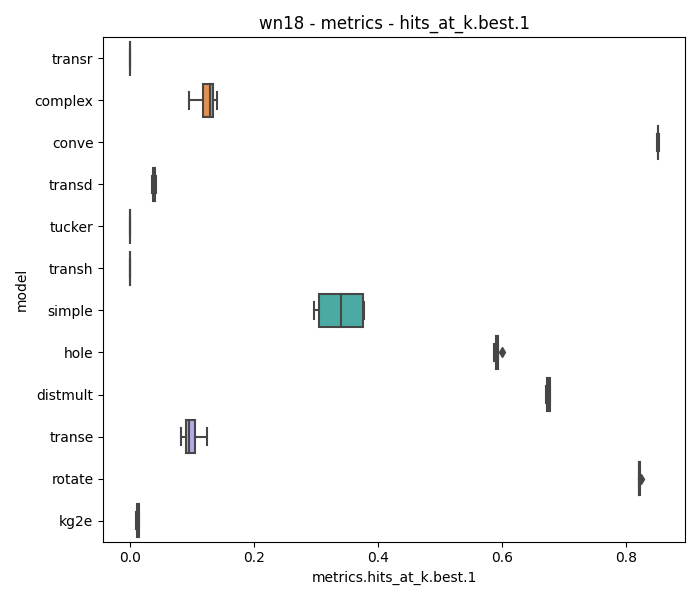 wn18 - metrics - hits_at_k.best.1
transr
complex
conve
transd
tucker
transh
simple
hole
distmult
transe
rotate
kg2e
model
0.0 0.2 0.4 0.6 0.8
metrics.hits_at_k.best.1